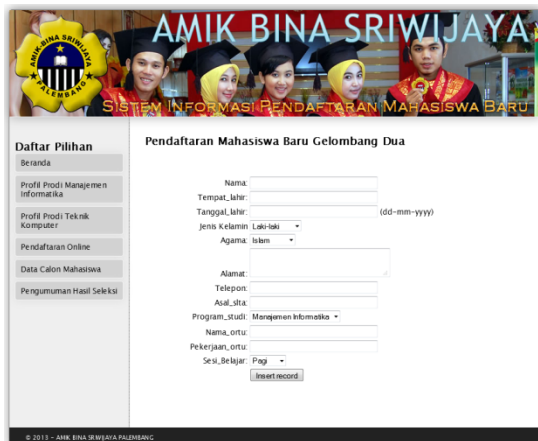 AMIK BINA SRIWIJAYA
AMIK-BINA SRIWIJAYA
PALEMBANG
Sistem Informasi Pendaftaran Mahasiswa Baru
Daftar Pilihan
Beranda
Profil Prodi Manajemen
Informatika
Profil Prodi Teknik
Komputer
Pendaftaran Online
Data Calon Mahasiswa
Pengumuman Hasil Seleksi
Pendaftaran Mahasiswa Baru Gelombang Dua
Nama:
Tempat_lahir:
Tanggal_lahir: (dd-mm-yyyy)
Jenis Kelamin Laki-laki
Agama: Islam
Alamat:
Telepon:
Asal_slta:
Program_studi: Manajemen Informatika
Nama_ortu:
Pekerjaan_ortu:
Sesi_Belajar: Pagi
Insert record
© 2013 - AMIK BINA SRIWIJAYA PALEMBANG